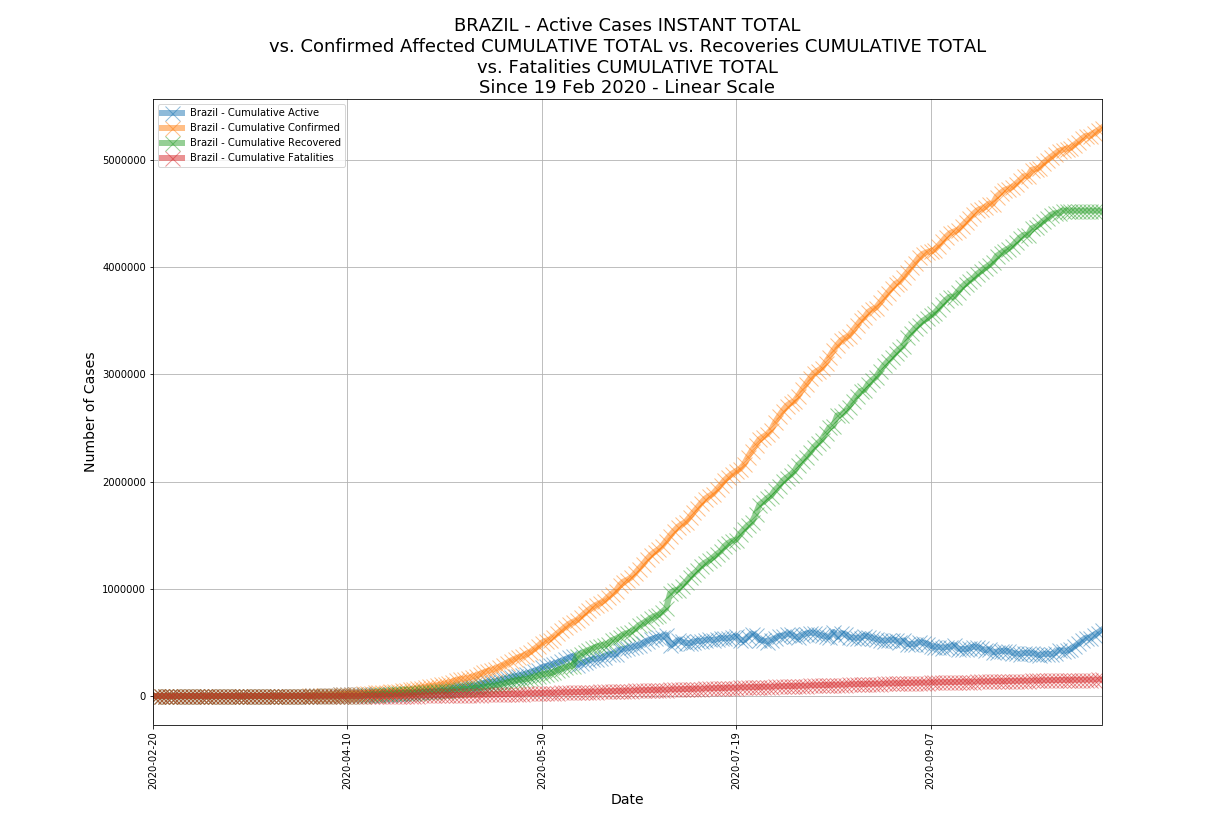 BRAZIL - Active Cases INSTANT TOTAL
vs. Confirmed Affected CUMULATIVE TOTAL vs. Recoveries CUMULATIVE TOTAL
vs. Fatalities CUMULATIVE TOTAL
Since 19 Feb 2020 - Linear Scale
Brazil - Cumulative Active
Brazil - Cumulative Confirmed
Brazil - Cumulative Recovered
Brazil - Cumulative Fatalities
Number of Cases
5000000
4000000
3000000
2000000
1000000
0
2020-02-20
2020-04-10
2020-05-30
2020-07-19
2020-09-07
Date